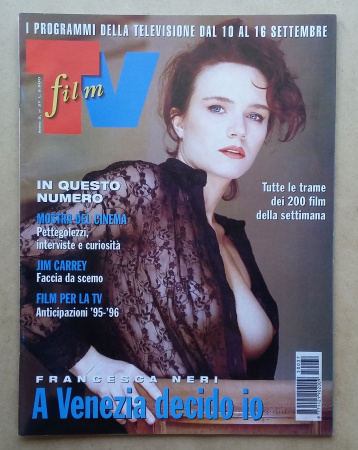 I PROGRAMMI DELLA TELEVISIONE DAL 10 AL 16 SETTEMBRE
film
TV
IN QUESTO
NUMERO
MOSTRA DEL CINEMA
Pettegolezzi,
interviste e curiosità
JIM CARREY
Faccia da scemo
FILM PER LA TV
Anticipazioni '95-'96
Tutte le trame
dei 200 film
della settimana
FRANCESCA NERI
A Venezia decido io